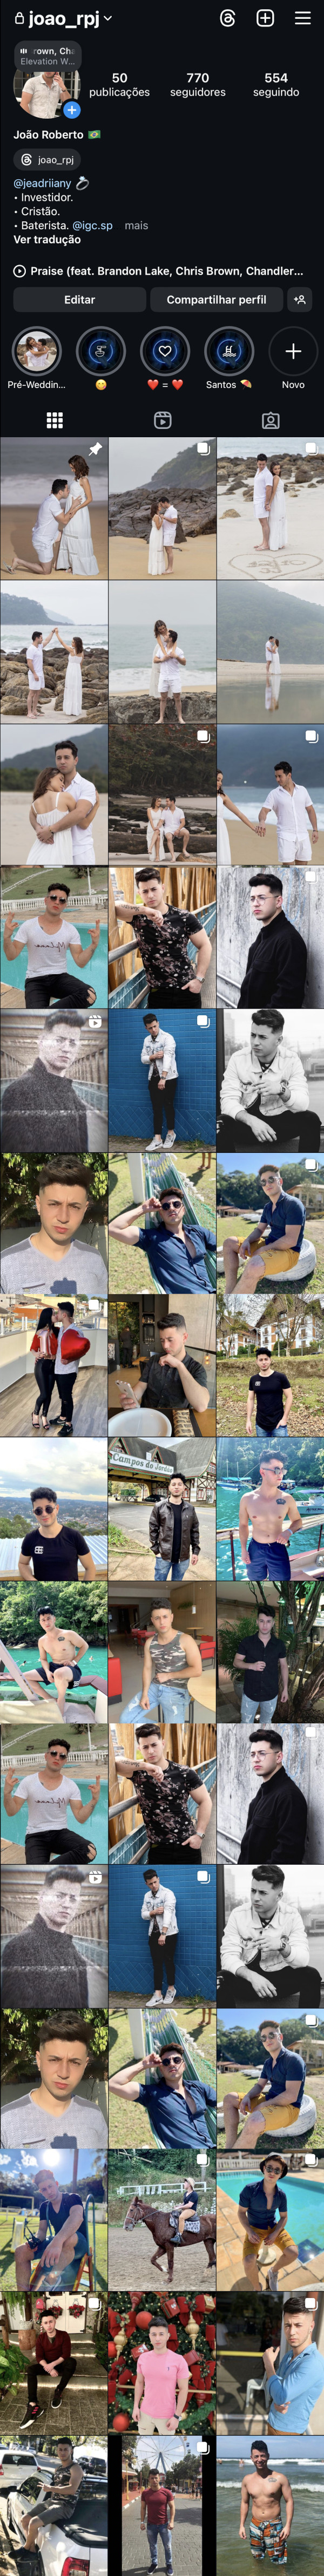 joao_rpj
rown, Cha
Elevation W...
50
publicações
770
seguidores
554
seguindo
João Roberto 🇧🇷
joao_rpj
@jeadriiany 💍
• Investidor.
• Cristão.
• Baterista. @igc.sp mais
Ver tradução
Praise (feat. Brandon Lake, Chris Brown, Chandler...
Editar
Compartilhar perfil
Pré-Weddin...
😋
❤️ = ❤️
Santos
Novo
Campos do Jordão